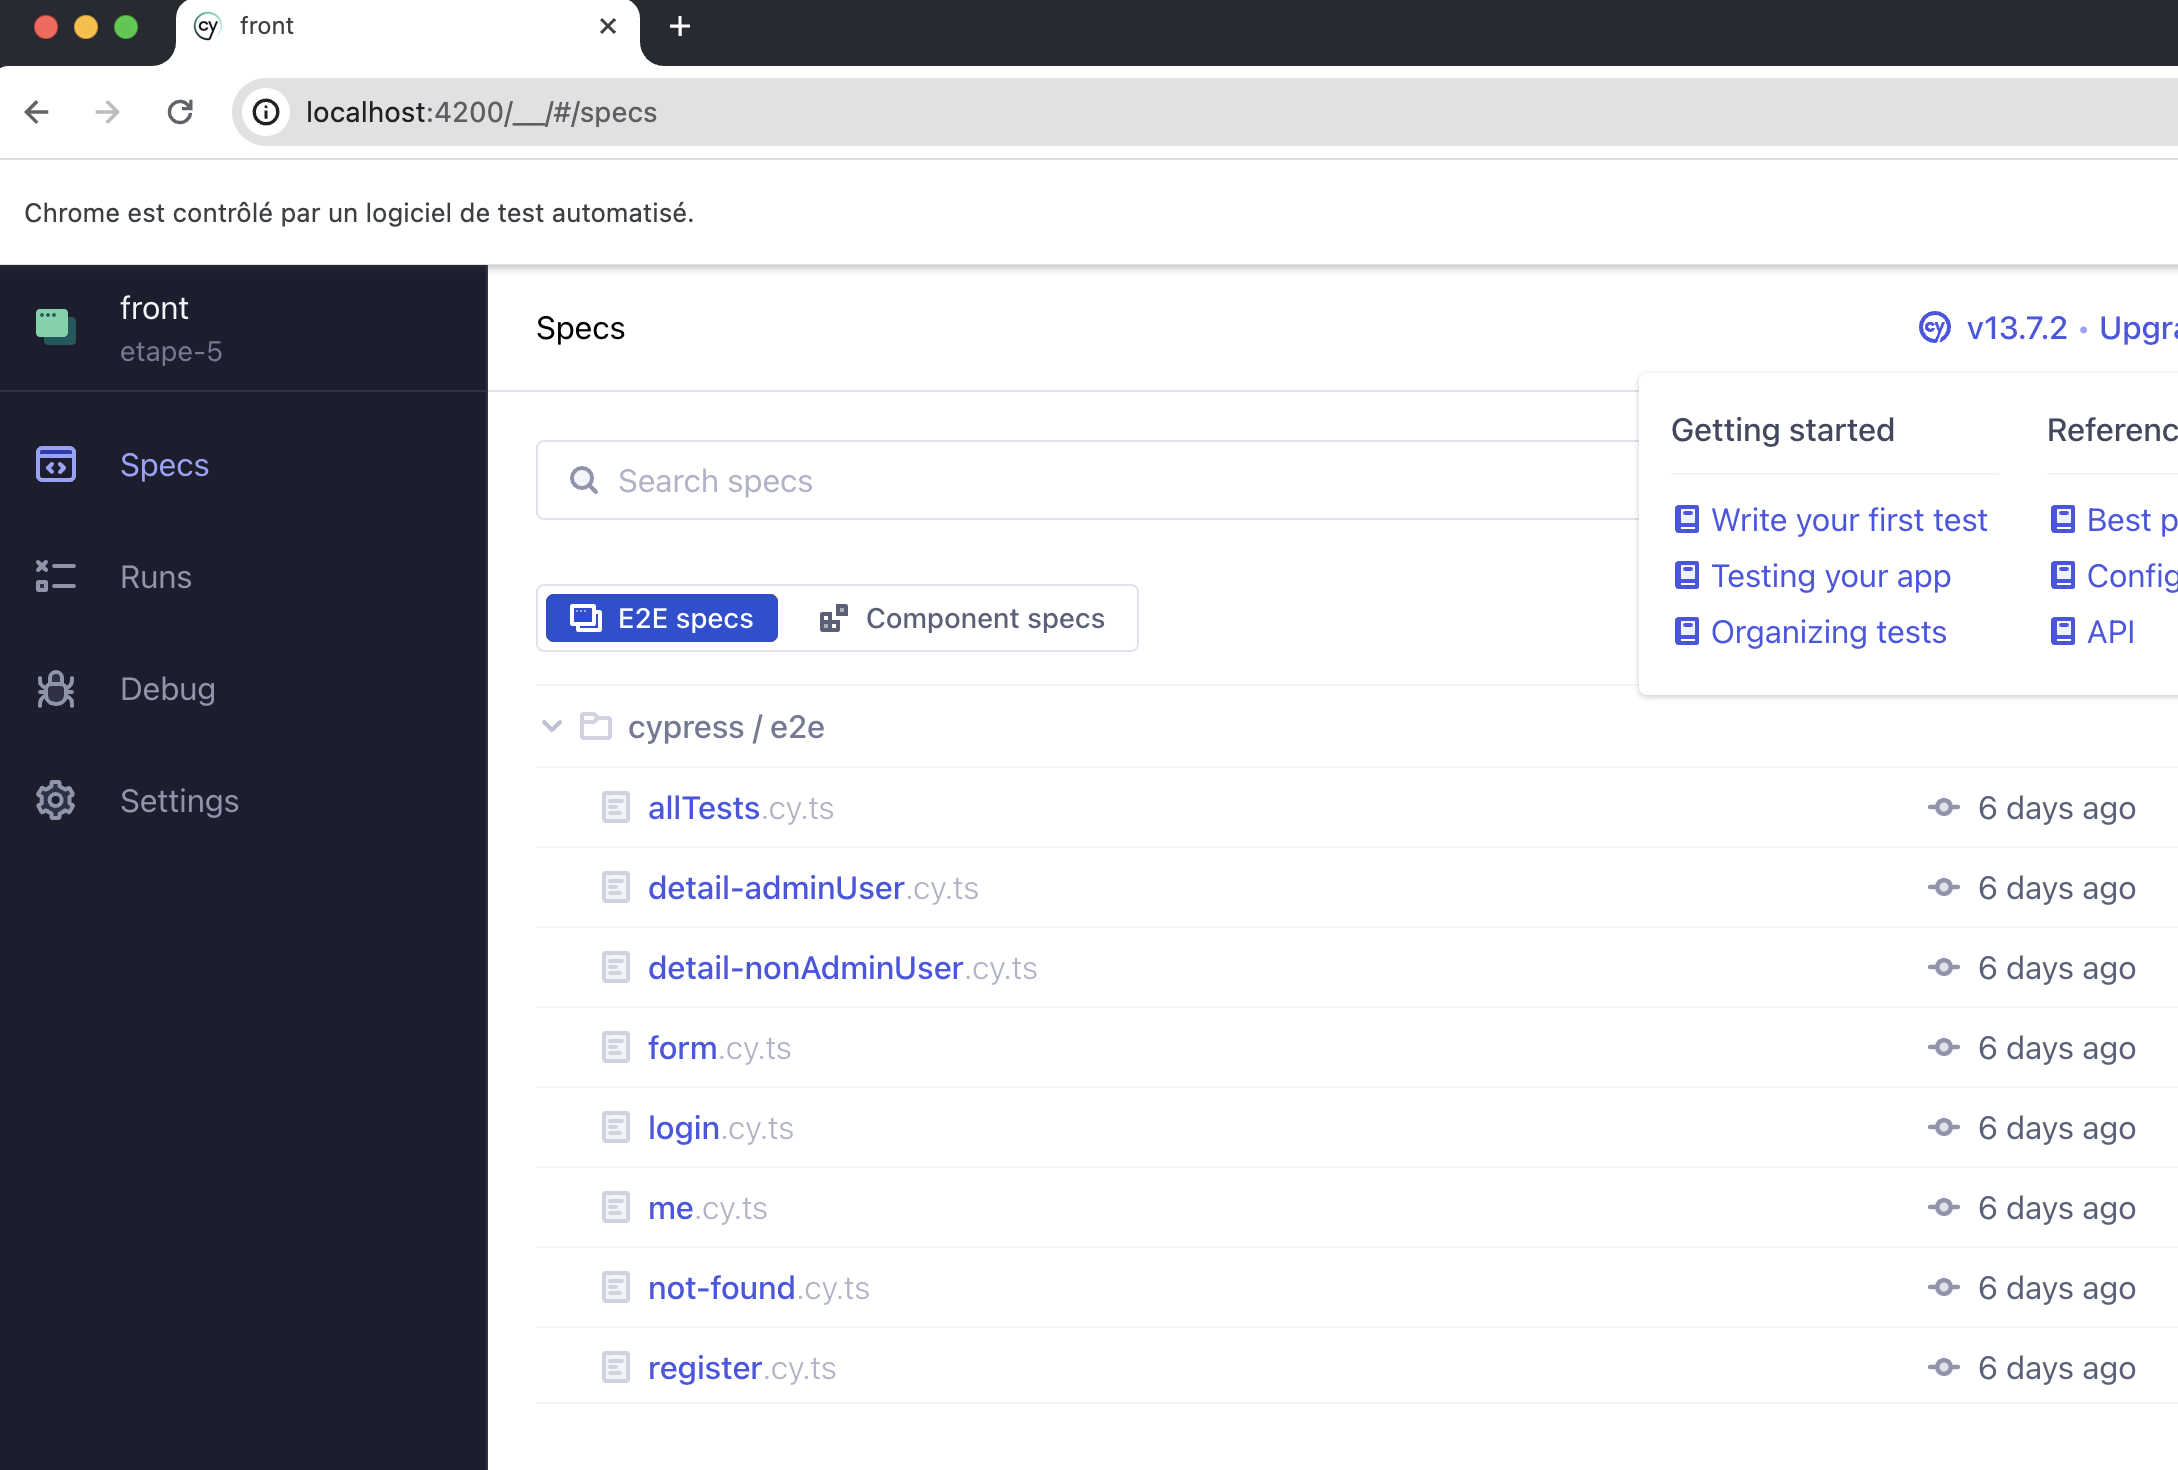 front
localhost:4200/__/#/specs
Chrome est contrôlé par un logiciel de test automatisé.
front
etape-5
Specs
Runs
Debug
Settings
Specs
cy v13.7.2 • Upgra
Getting started
Write your first test
Testing your app
Organizing tests
Referenc
Best p
Config
API
Search specs
E2E specs
Component specs
cypress / e2e
allTests.cy.ts 6 days ago
detail-adminUser.cy.ts 6 days ago
detail-nonAdminUser.cy.ts 6 days ago
form.cy.ts 6 days ago
login.cy.ts 6 days ago
me.cy.ts 6 days ago
not-found.cy.ts 6 days ago
register.cy.ts 6 days ago